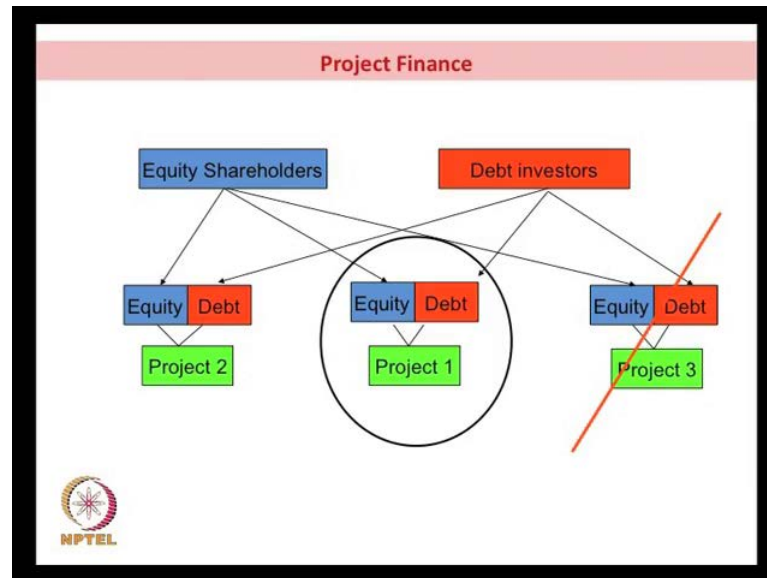 Project Finance
Equity Shareholders
Debt investors
Equity Debt
Equity Debt
Equity Debt
Project 2
Project 1
Project 3
NPTEL